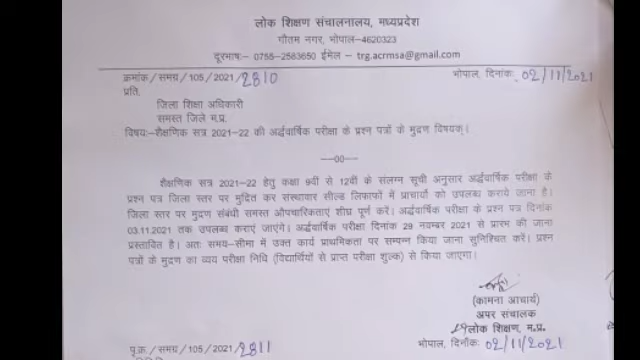 लोक शिक्षण संचालनालय, मध्यप्रदेश
गौतम नगर, भोपाल-4620323
दूरभाषः- 0755-2583650 ईमेल - trg.acrmsa@gmail.com
क्रमांक/समग्र/105/2021/2810 भोपाल, दिनांकः 02/11/2021
प्रति,
जिला शिक्षा अधिकारी
समस्त जिले म.प्र.
विषयः-शैक्षणिक सत्र 2021-22 की अर्द्धवार्षिक परीक्षा के प्रश्न पत्रों के मुद्रण विषयक।
---00---
शैक्षणिक सत्र 2021-22 हेतु कक्षा 9वीं से 12वीं के संलग्न सूची अनुसार अर्द्धवार्षिक परीक्षा के
प्रश्न पत्र जिला स्तर पर मुद्रित कर संस्थावार सील्ड लिफाफों में प्राचार्यो को उपलब्ध कराये जाना है।
जिला स्तर पर मुद्रण संबंधी समस्त औपचारिकताएं शीघ्र पूर्ण करें। अर्द्धवार्षिक परीक्षा के प्रश्न पत्र दिनांक
03.11.2021 तक उपलब्ध कराएं जाएंगे। अर्द्धवार्षिक परीक्षा दिनांक 29 नवम्बर 2021 से प्रारंभ की जाना
प्रस्तावित है। अतः समय-सीमा में उक्त कार्य प्राथमिकता पर सम्पन्न किया जाना सुनिश्चित करें। प्रश्न
पत्रों के मुद्रण का व्यय परीक्षा निधि (विद्यार्थियों से प्राप्त परीक्षा शुल्क) से किया जाएगा।
(कामना आचार्य)
अपर संचालक
लोक शिक्षण, म.प्र.
पृ.क्र/समग्र/105/2021/2811 भोपाल, दिनांकः 02/11/2021